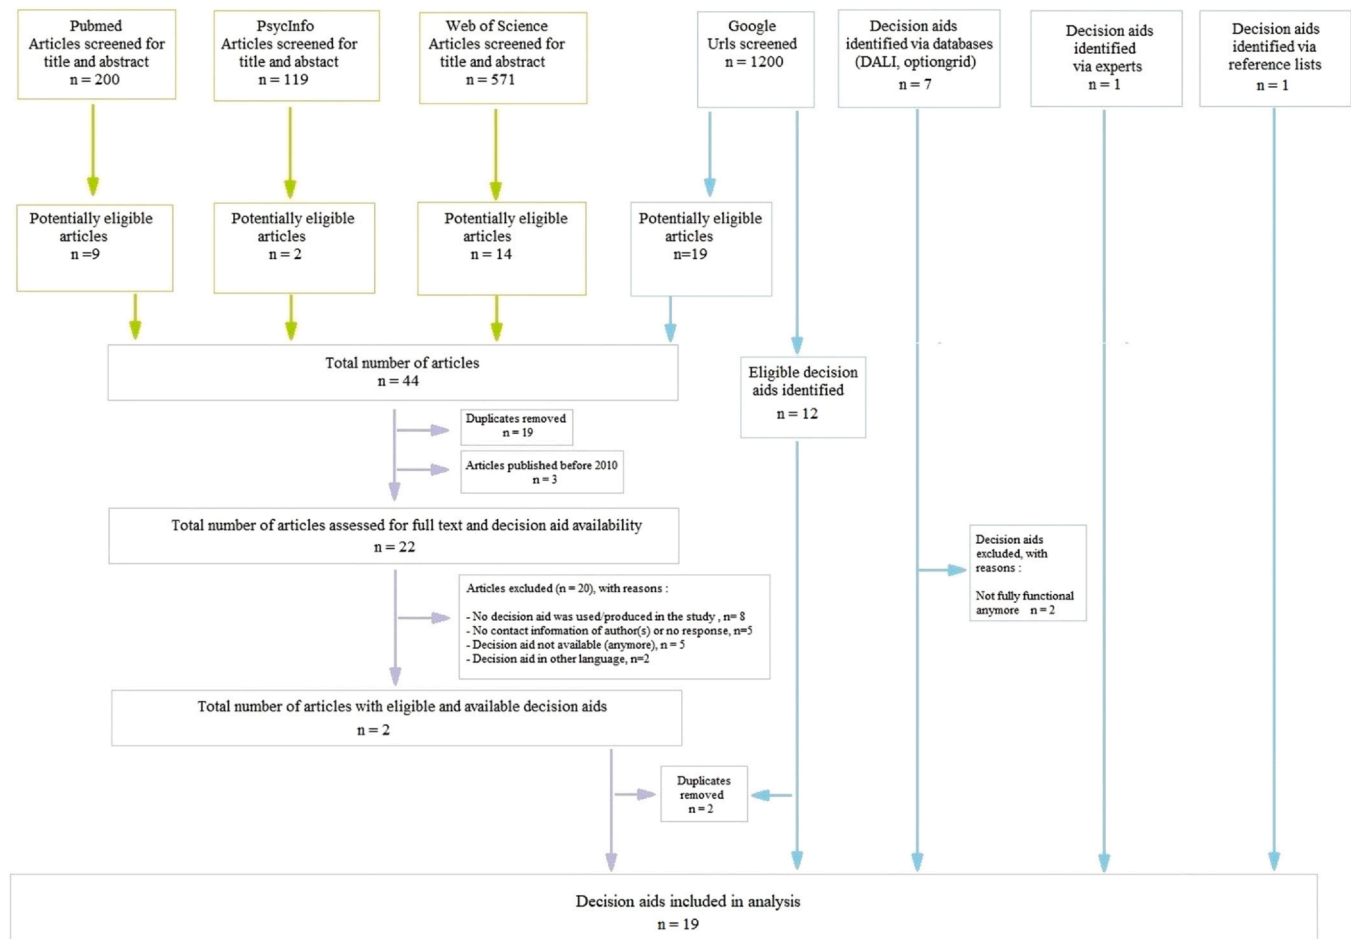 Pubmed
Articles screened for
title and abstract
n = 200
PsycInfo
Articles screened for
title and abstact
n = 119
Web of Science
Articles screened for
title and abstract
n = 571
Google
Urls screened
n = 1200
Decision aids
identified via databases
(DALI, optiongrid)
n = 7
Decision aids
identified
via experts
n = 1
Decision aids
identified via
reference lists
n = 1
Potentially eligible
articles
n =9
Potentially eligible
articles
n = 2
Potentially eligible
articles
n = 14
Potentially eligible
articles
n=19
Total number of articles
n = 44
Eligible decision
aids identified
n = 12
Duplicates removed
n = 19
Articles published before 2010
n = 3
Total number of articles assessed for full text and decision aid availability
n = 22
Decision aids
excluded, with
reasons :
Not fully functional
anymore n = 2
Articles excluded (n = 20), with reasons :
- No decision aid was used/produced in the study , n= 8
- No contact information of author(s) or no response, n=5
- Decision aid not available (anymore), n = 5
- Decision aid in other language, n=2
Total number of articles with eligible and available decision aids
n = 2
Duplicates
removed
n = 2
Decision aids included in analysis
n = 19